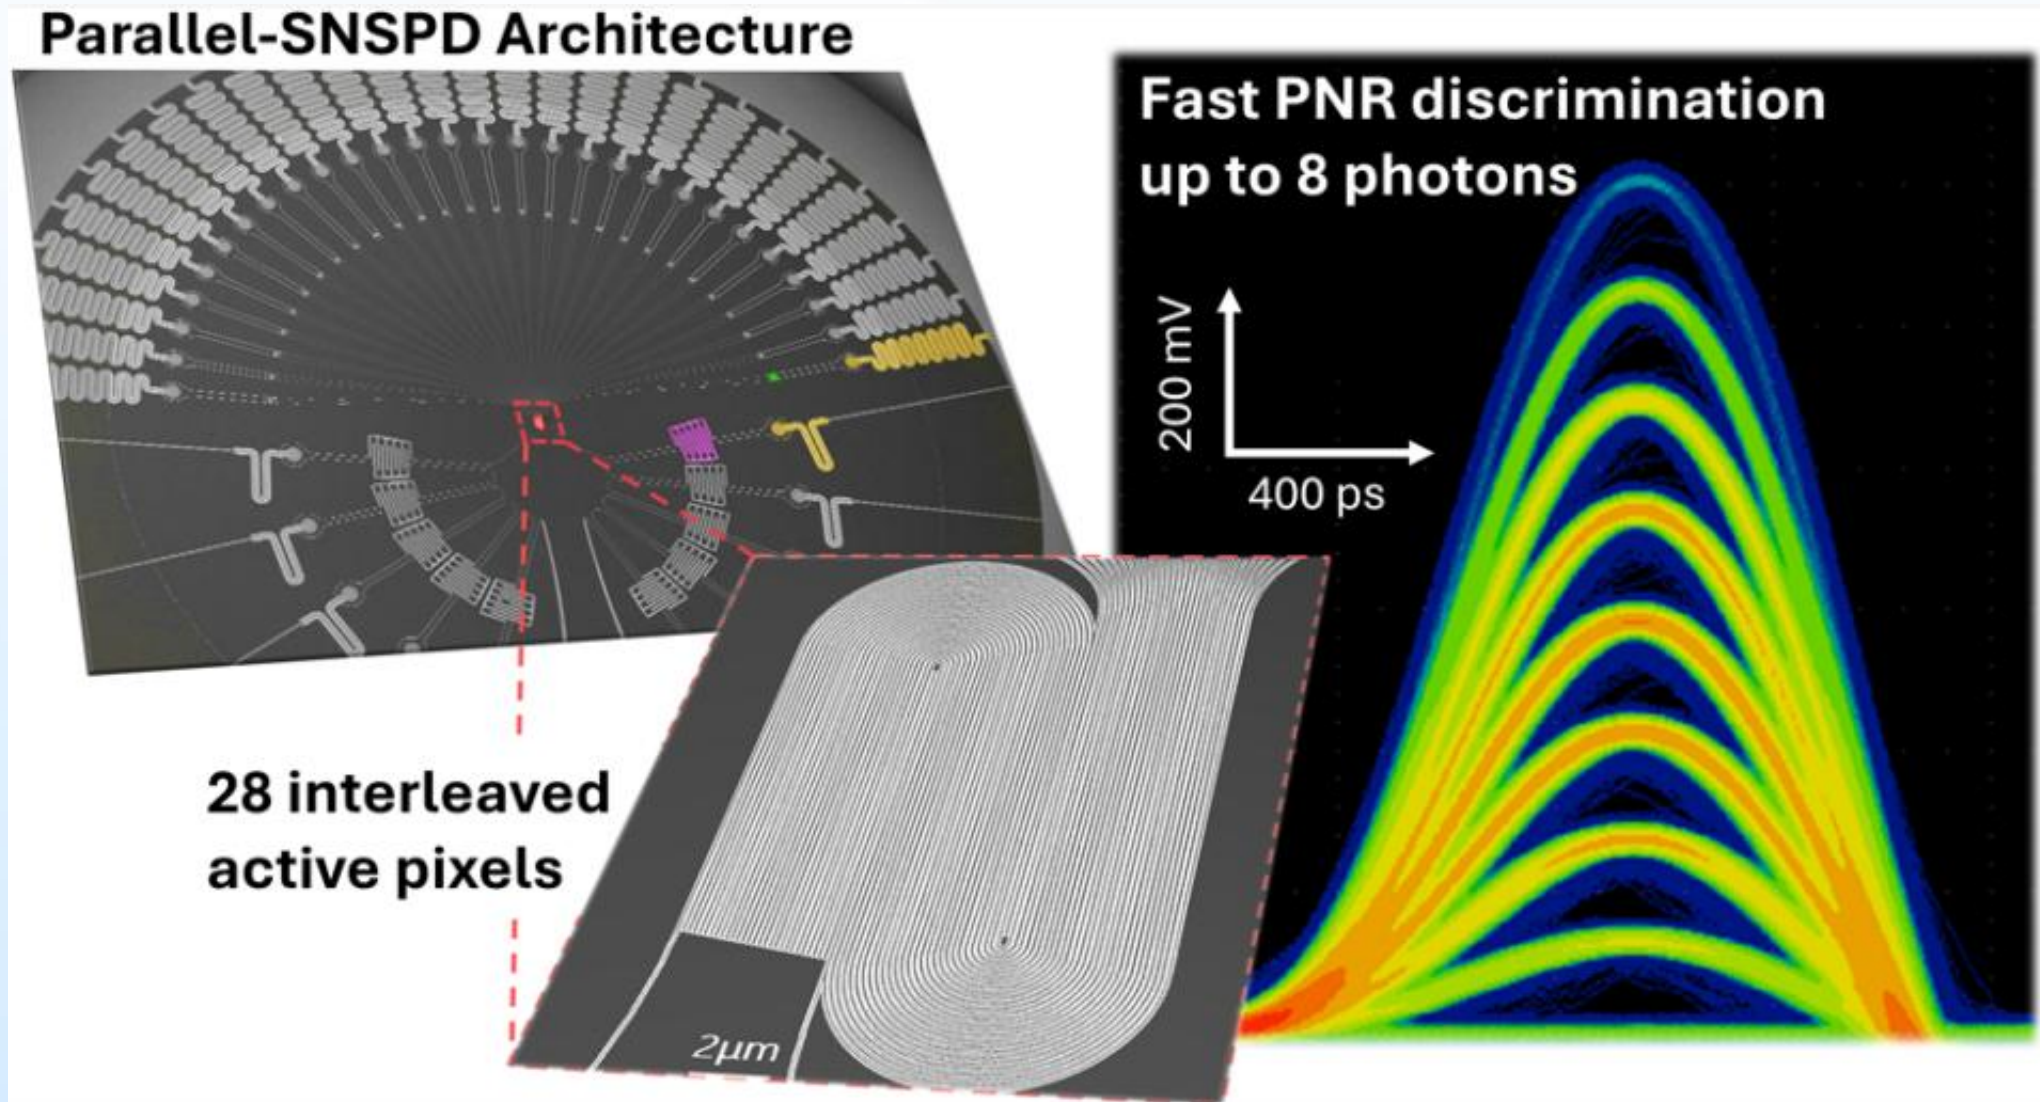 Parallel-SNSPD Architecture
Fast PNR discrimination
up to 8 photons
200 mV
400 ps
28 interleaved
active pixels
2μm